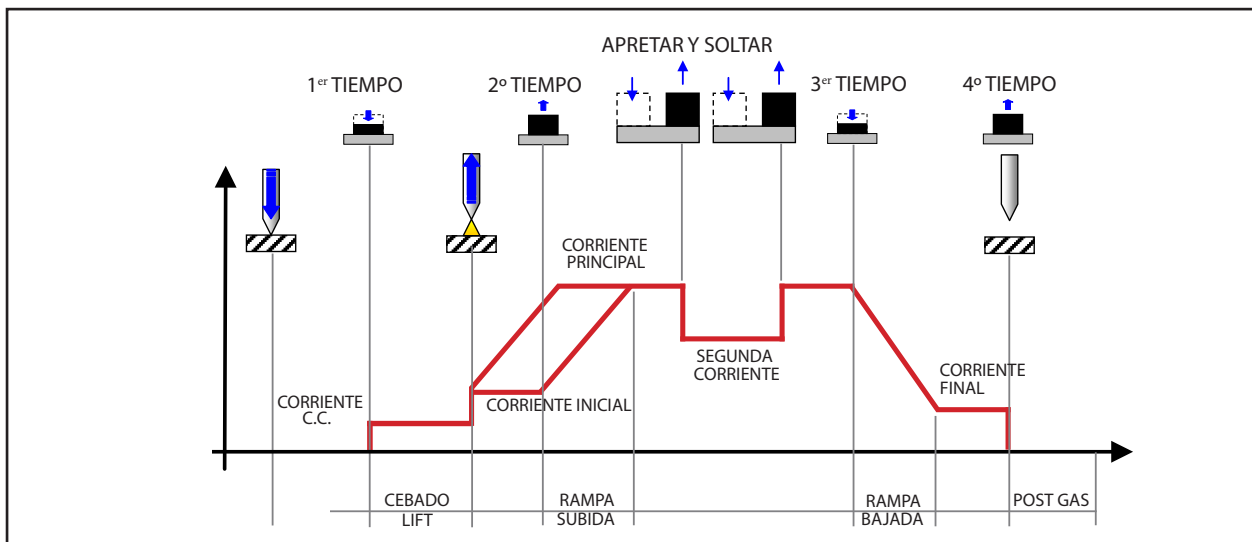 APRETAR Y SOLTAR
1er TIEMPO
2º TIEMPO
3er TIEMPO
4º TIEMPO
CORRIENTE
PRINCIPAL
SEGUNDA
CORRIENTE
CORRIENTE
FINAL
CORRIENTE
C.C.
CORRIENTE INICIAL
CEBADO
LIFT
RAMPA
SUBIDA
RAMPA
BAJADA
POST GAS